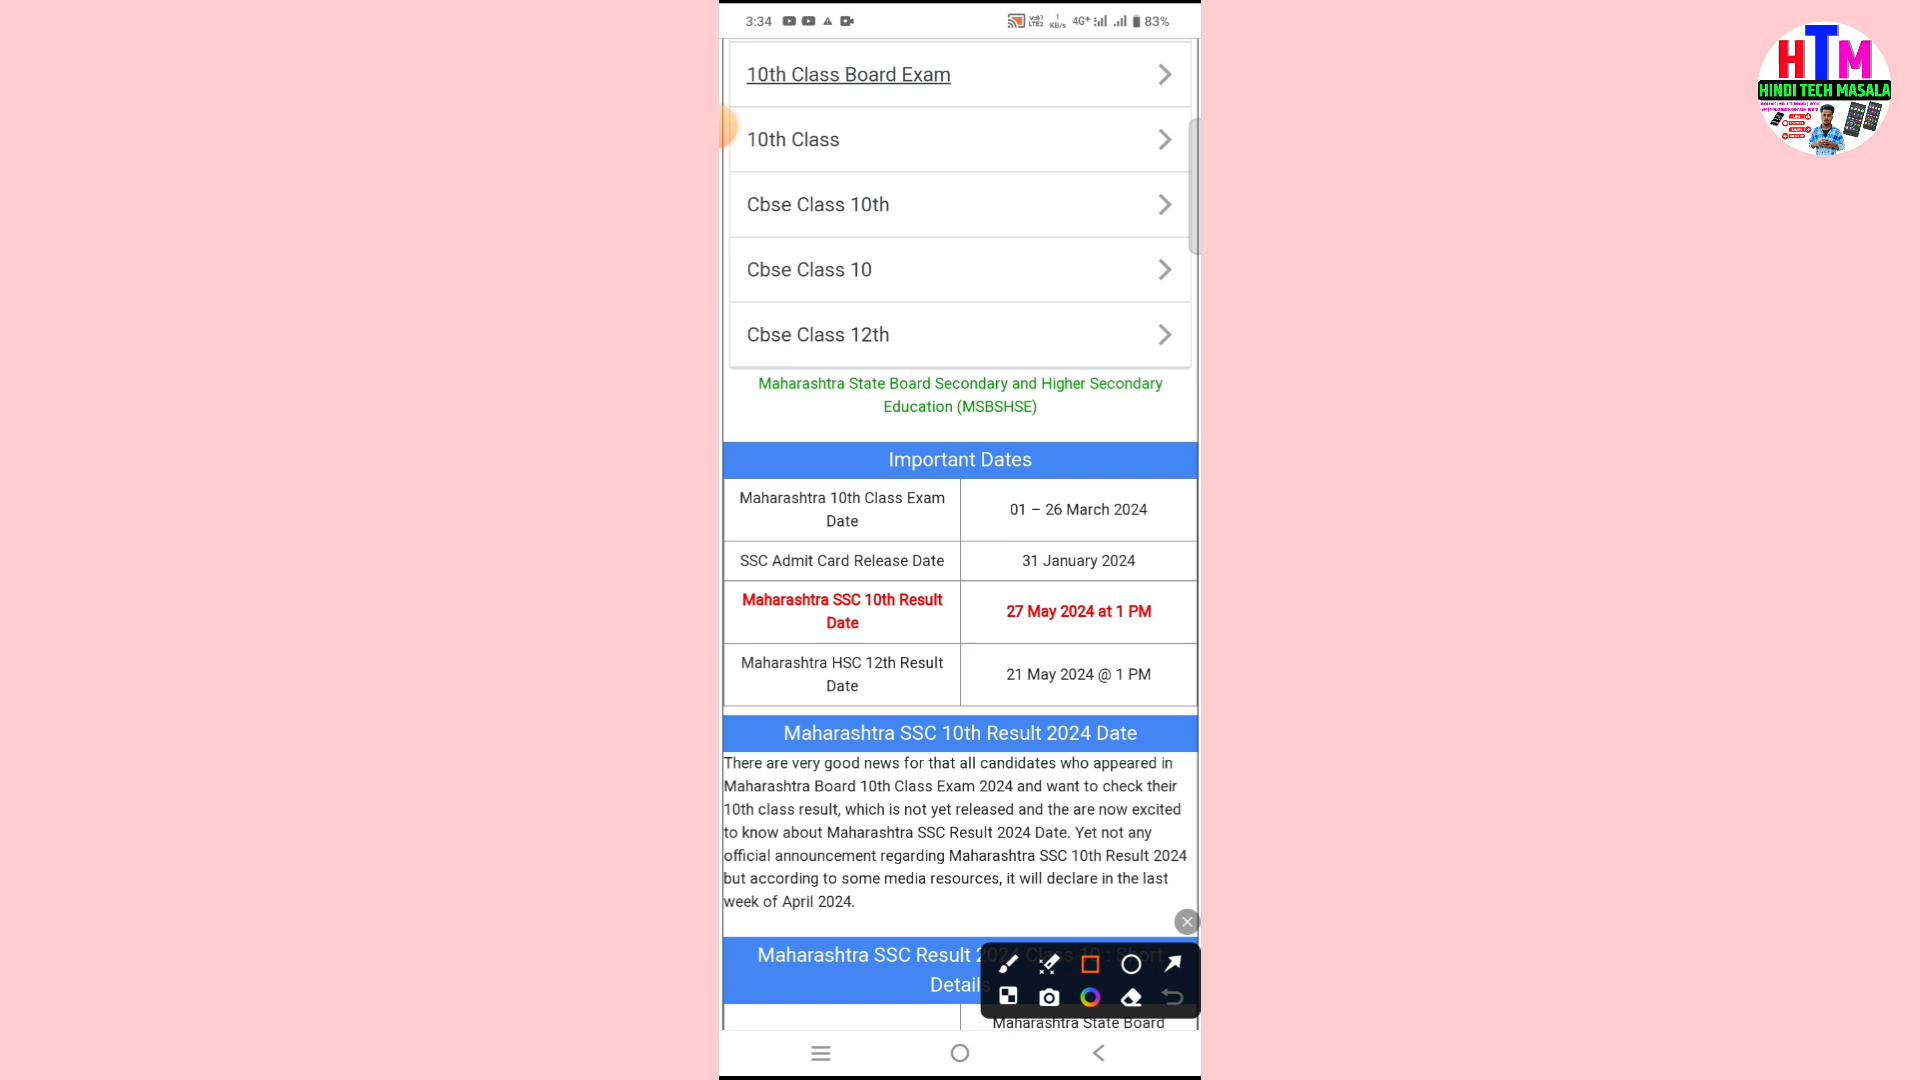 3:34
1
KB/s
4G+
83%
HTM
HINDI TECH MASALA
10th Class Board Exam
10th Class
Cbse Class 10th
Cbse Class 10
Cbse Class 12th
Maharashtra State Board Secondary and Higher Secondary
Education (MSBSHSE)
Important Dates
Maharashtra 10th Class Exam
Date
01 – 26 March 2024
SSC Admit Card Release Date
31 January 2024
Maharashtra SSC 10th Result
Date
27 May 2024 at 1 PM
Maharashtra HSC 12th Result
Date
21 May 2024 @ 1 PM
Maharashtra SSC 10th Result 2024 Date
There are very good news for that all candidates who appeared in
Maharashtra Board 10th Class Exam 2024 and want to check their
10th class result, which is not yet released and the are now excited
to know about Maharashtra SSC Result 2024 Date. Yet not any
official announcement regarding Maharashtra SSC 10th Result 2024
but according to some media resources, it will declare in the last
week of April 2024.
Maharashtra SSC Result 2024 Class 10 : Short
Details
Maharashtra State Board